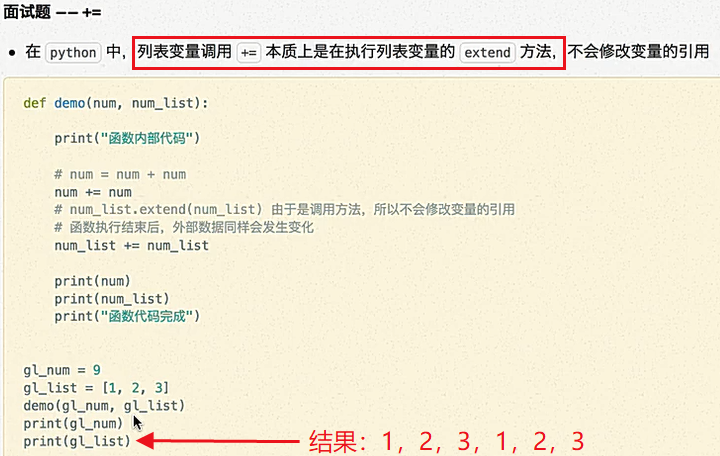 面试题 -- +=
• 在 python 中，列表变量调用 += 本质上是在执行列表变量的 extend 方法，不会修改变量的引用
def demo(num, num_list):
print("函数内部代码")
# num = num + num
num += num
# num_list.extend(num_list) 由于是调用方法，所以不会修改变量的引用
# 函数执行结束后，外部数据同样会发生变化
num_list += num_list
print(num)
print(num_list)
print("函数代码完成")
gl_num = 9
gl_list = [1, 2, 3]
demo(gl_num, gl_list)
print(gl_num)
print(gl_list) 结果：1，2，3，1，2，3